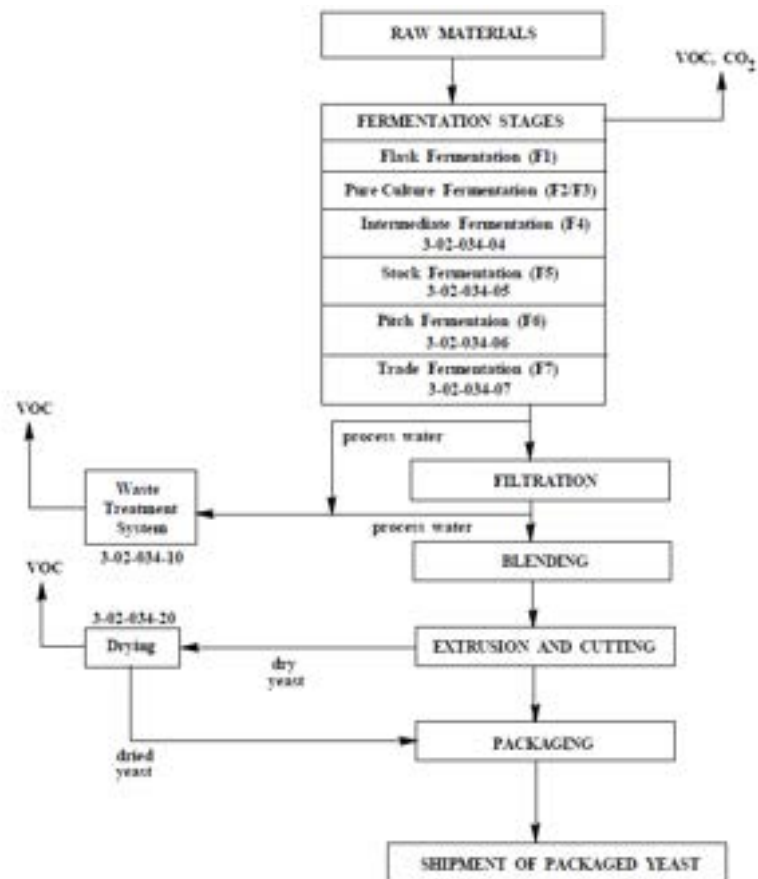 RAW MATERIALS
VOC, CO2
FERMENTATION STAGES
Flask Fermentation (F1)
Pure Culture Fermentation (F2/F3)
Intermediate Fermentation (F4)
3-02-034-04
Stock Fermentation (F5)
3-02-034-05
Pitch Fermentaion (F6)
3-02-034-06
Trade Fermentation (F7)
3-02-034-07
VOC
process water
FILTRATION
Waste
Treatment
System
3-02-034-10
process water
BLENDING
VOC
3-02-034-20
Drying
EXTRUSION AND CUTTING
dry
yeast
PACKAGING
dried
yeast
SHIPMENT OF PACKAGED YEAST